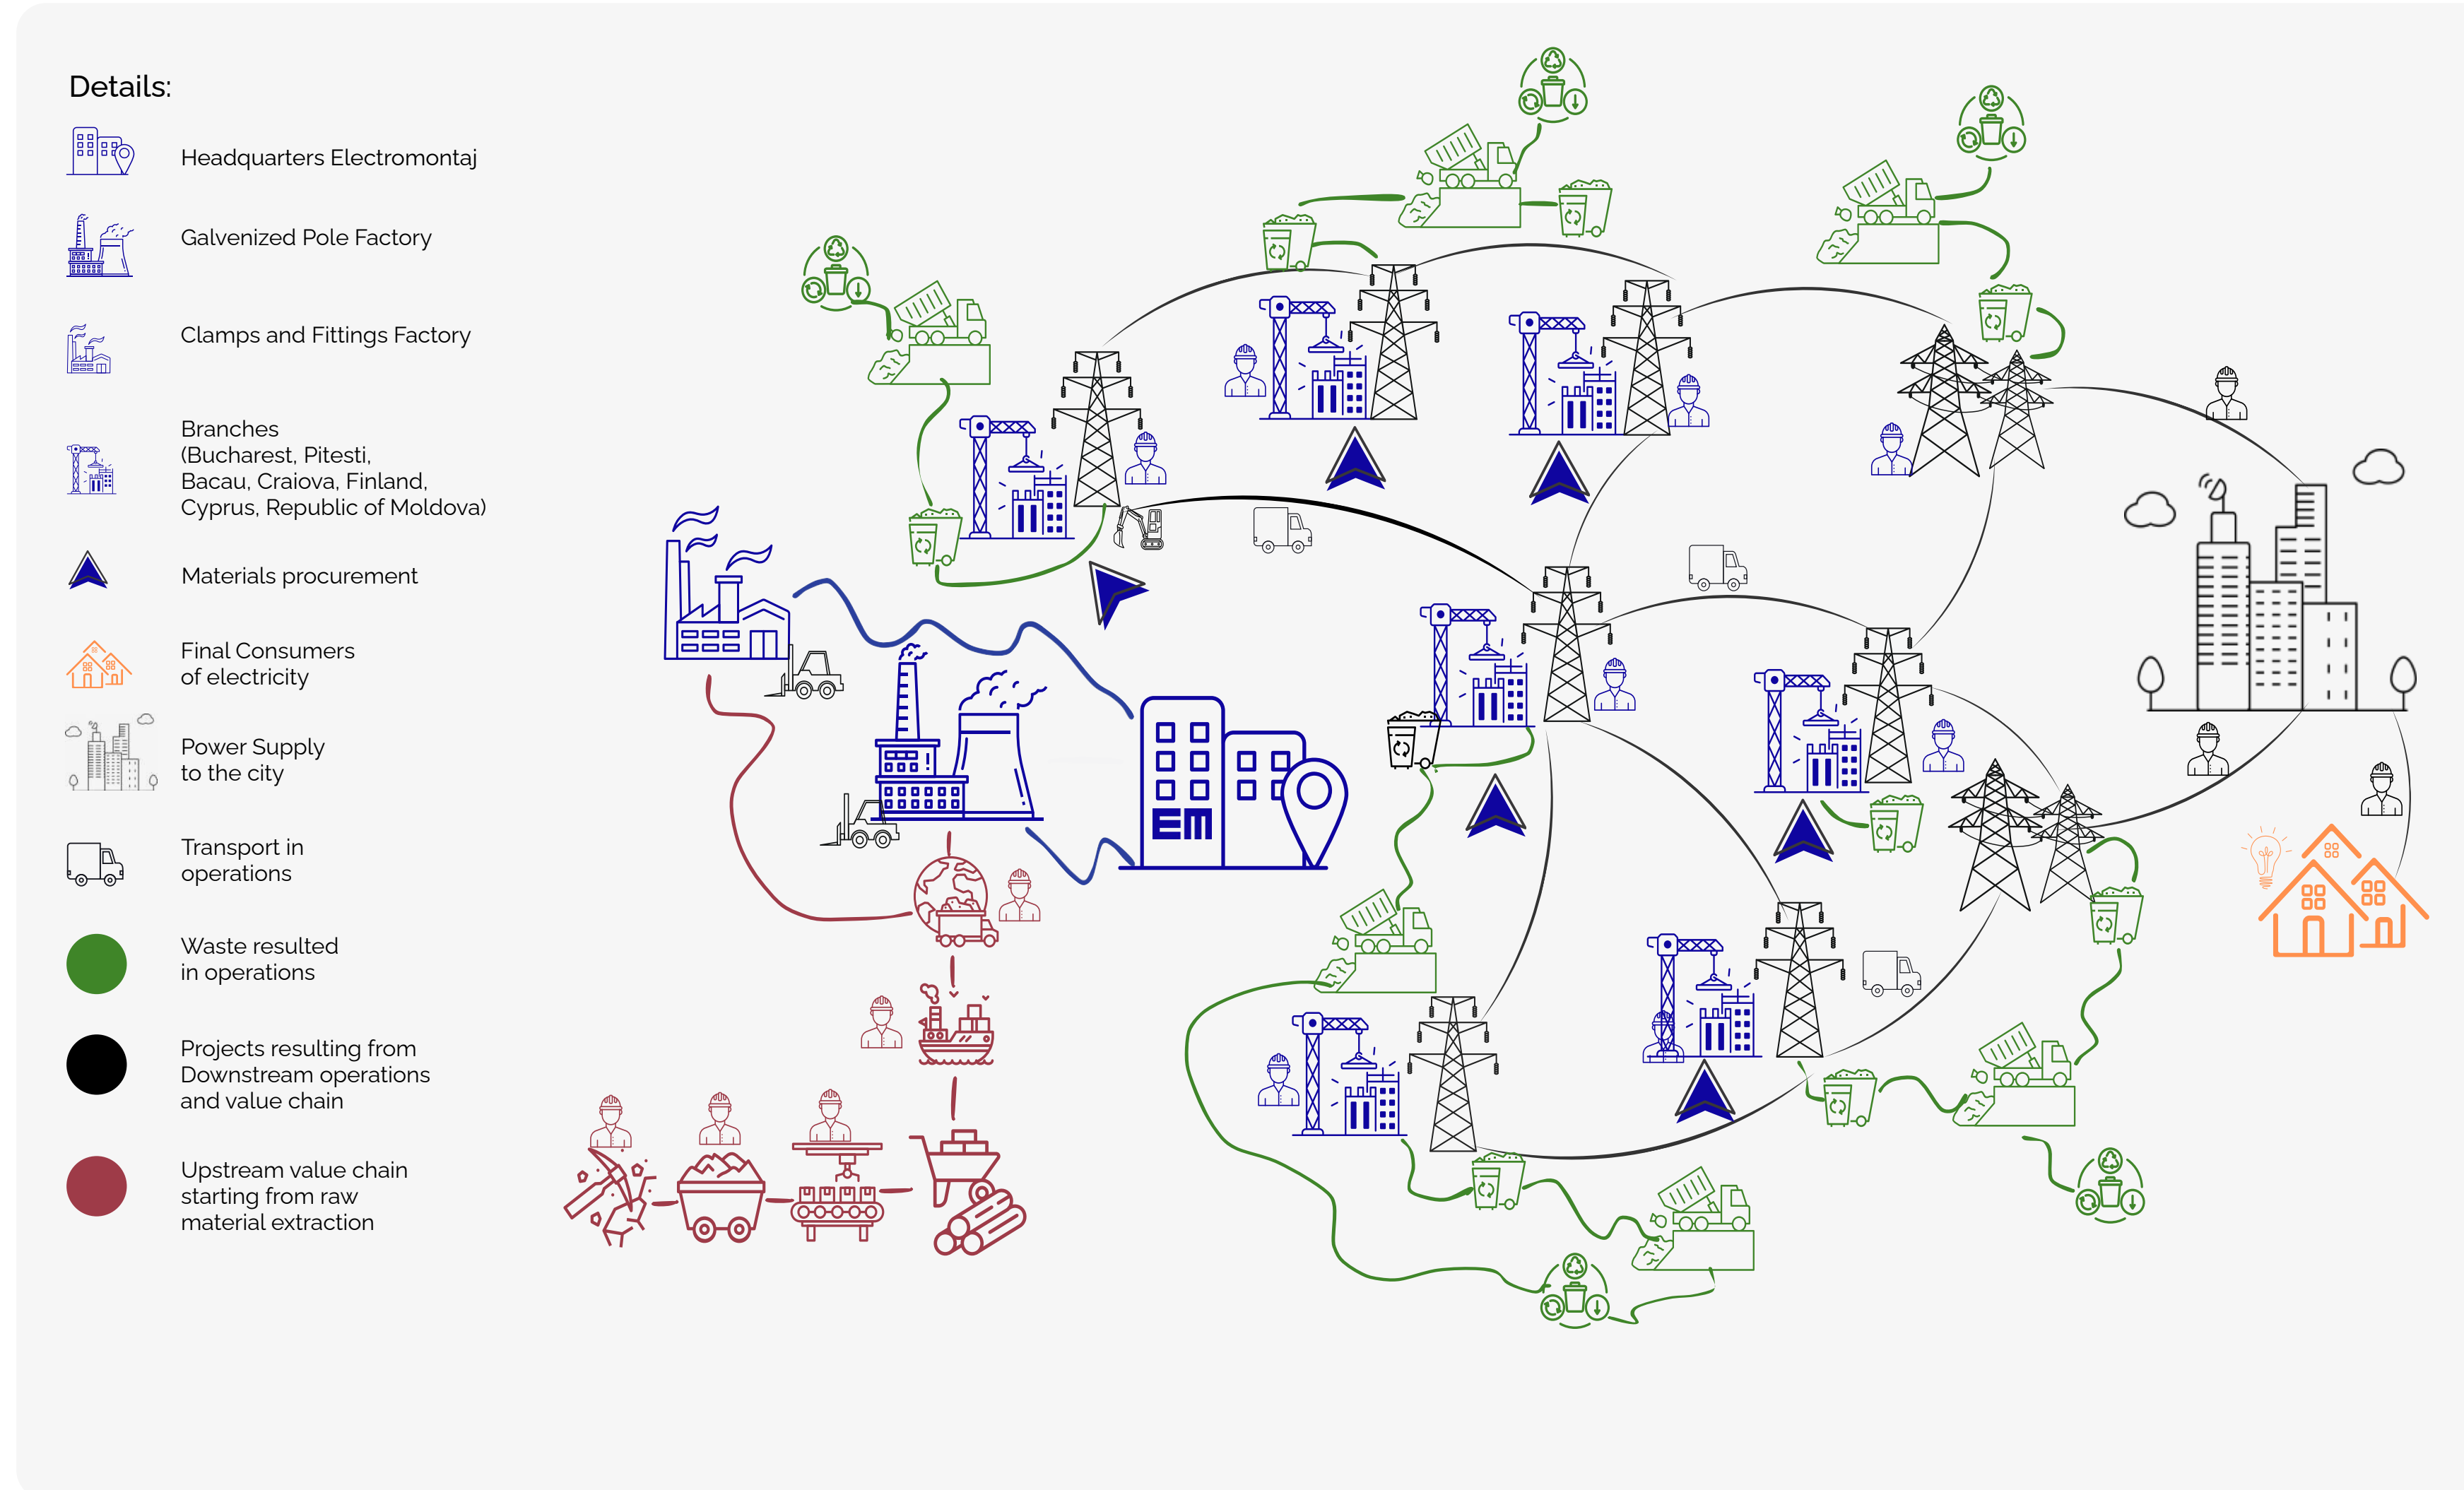 Details:
Headquarters Electromontaj
Galvenized Pole Factory
Clamps and Fittings Factory
Branches
(Bucharest, Pitesti,
Bacau, Craiova, Finland,
Cyprus, Republic of Moldova)
Materials procurement
Final Consumers
of electricity
Power Supply
to the city
Transport in
operations
Waste resulted
in operations
Projects resulting from
Downstream operations
and value chain
Upstream value chain
starting from raw
material extraction
EM